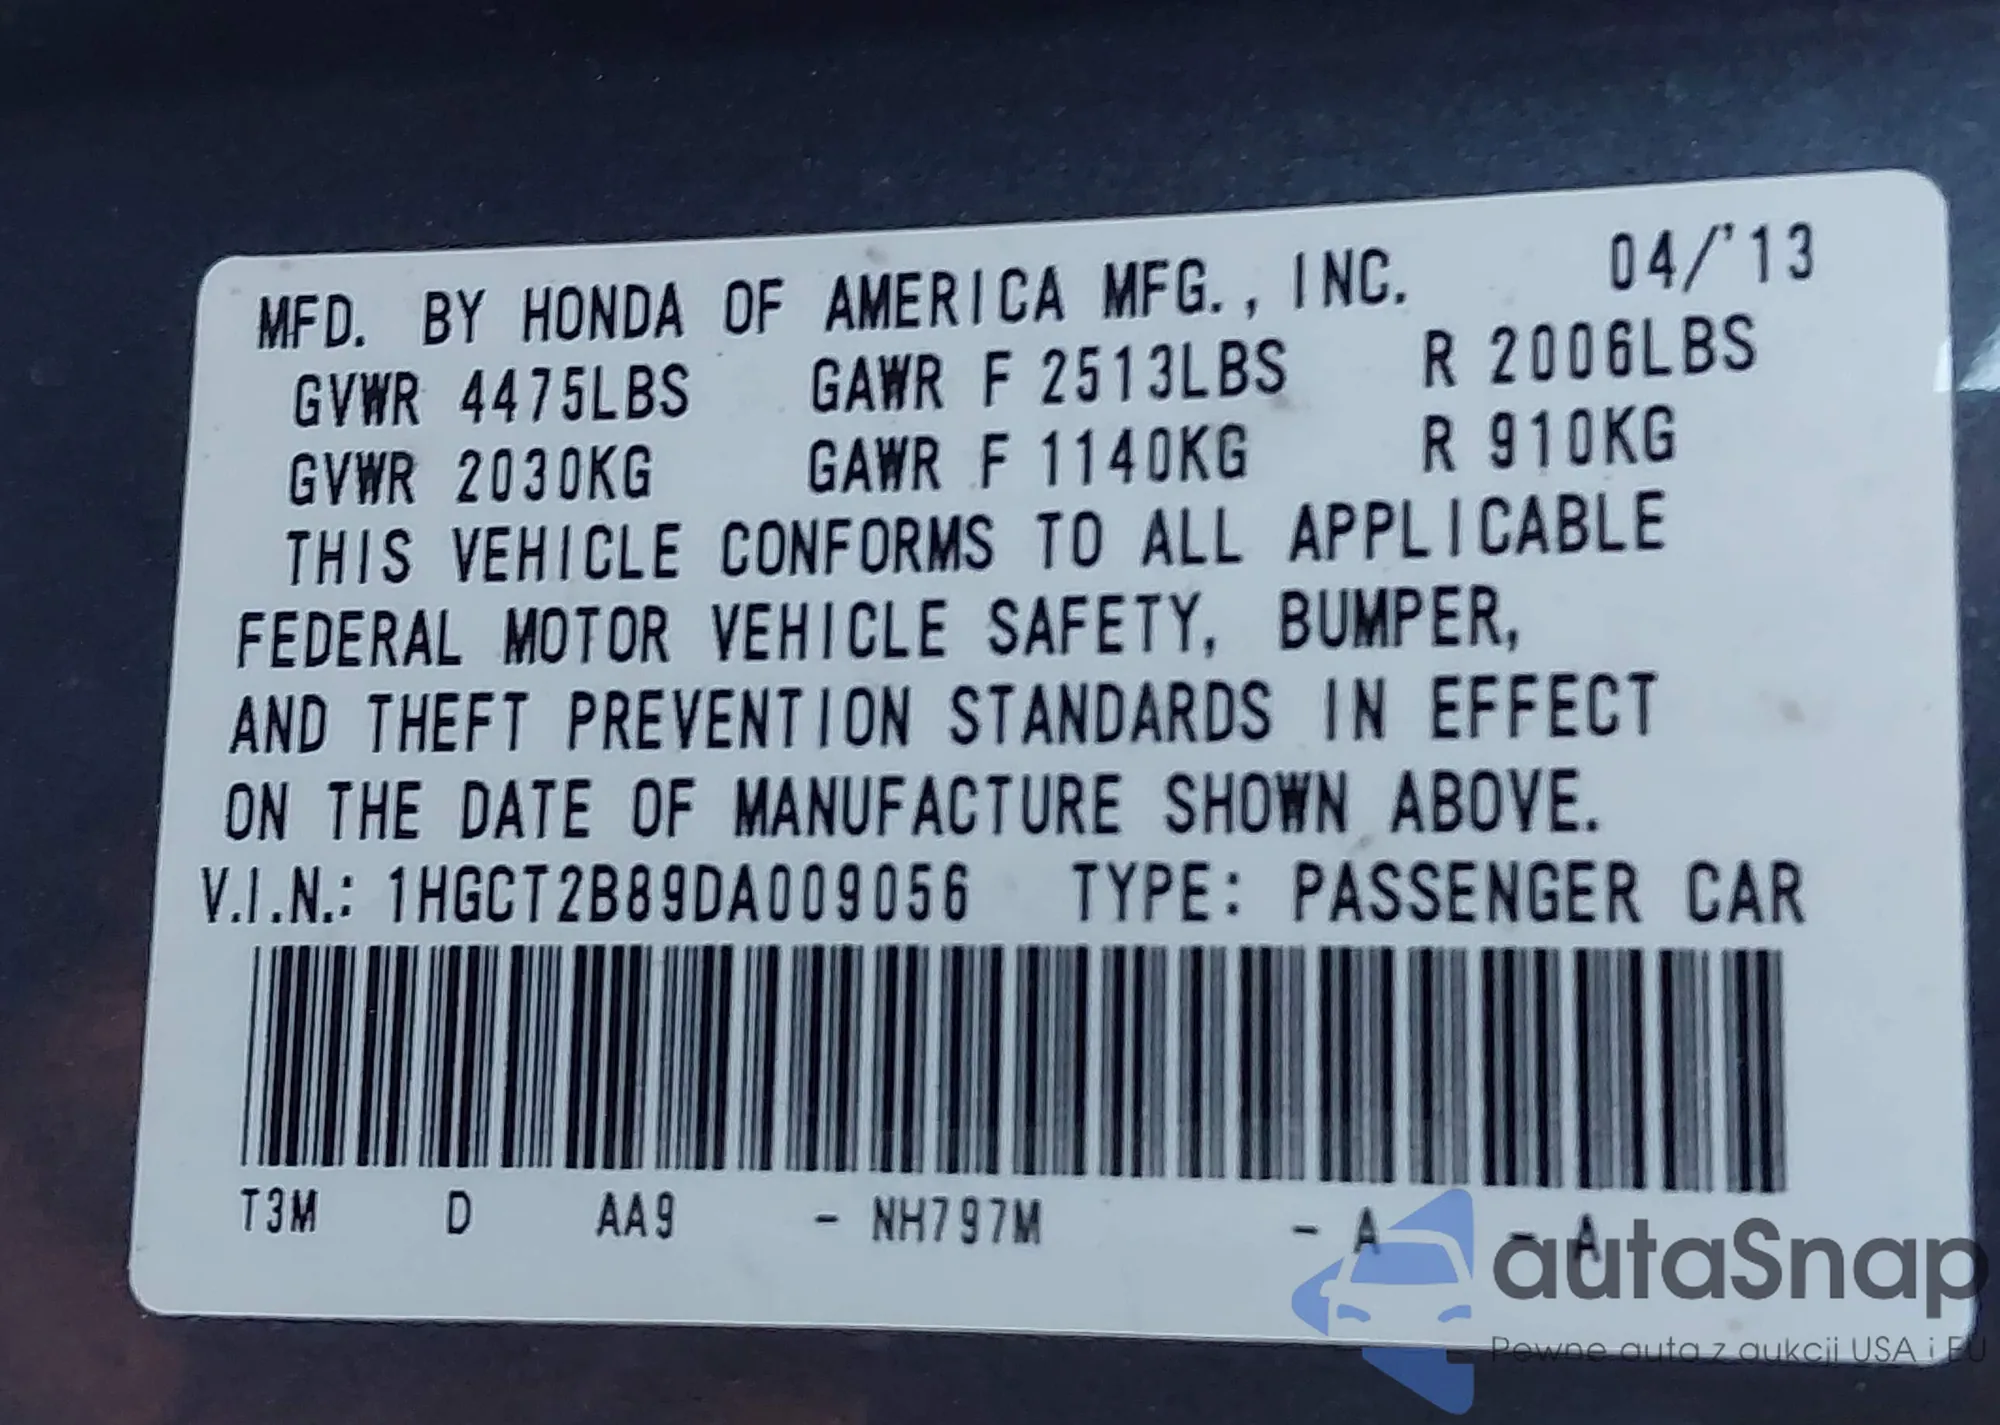 MFD. BY HONDA OF AMERICA MFG., INC. 04/'13
GVWR 4475LBS GAWR F 2513LBS R 2006LBS
GVWR 2030KG GAWR F 1140KG R 910KG
THIS VEHICLE CONFORMS TO ALL APPLICABLE
FEDERAL MOTOR VEHICLE SAFETY, BUMPER,
AND THEFT PREVENTION STANDARDS IN EFFECT
ON THE DATE OF MANUFACTURE SHOWN ABOVE.
V.I.N.: 1HGCT2B89DA009056 TYPE: PASSENGER CAR
T3M D AA9 - NH797M - A - A
autaSnap
Pewne auta z aukcji USA i EU